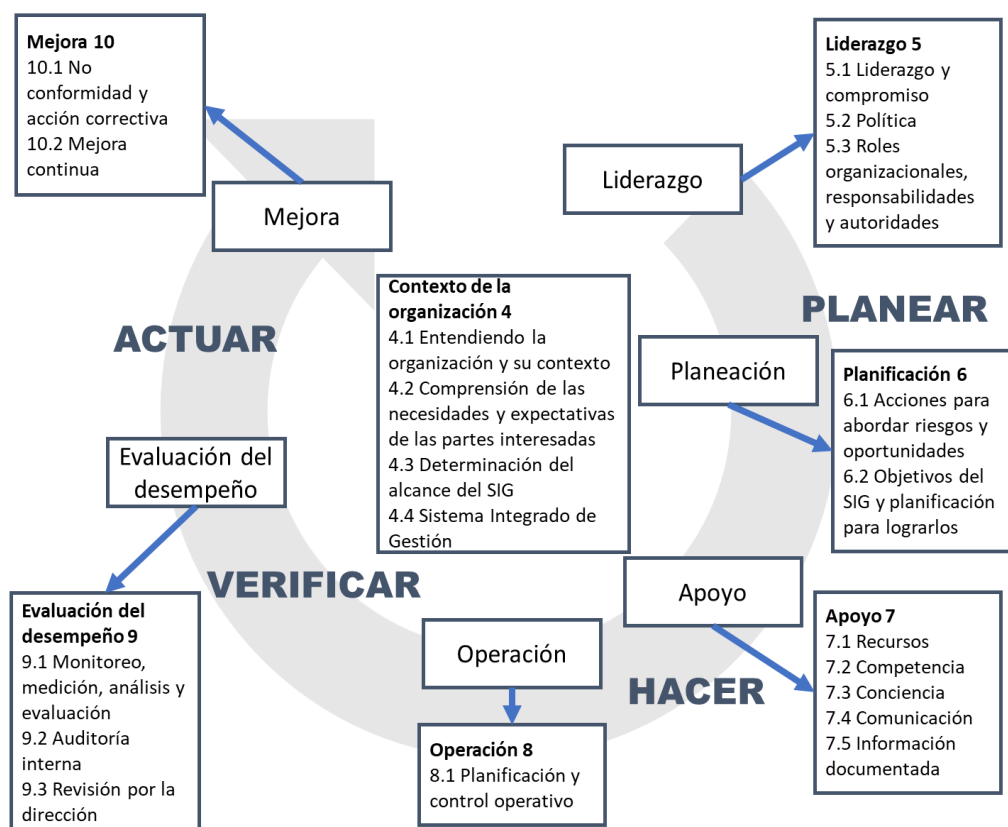 Mejora 10
10.1 No
conformidad y
acción correctiva
10.2 Mejora
continua
Mejora
Liderazgo 5
5.1 Liderazgo y
compromiso
5.2 Política
5.3 Roles
organizacionales,
responsabilidades
y autoridades
Liderazgo
Contexto de la
organización 4
4.1 Entendiendo la
organización y su contexto
4.2 Comprensión de las
necesidades y expectativas
de las partes interesadas
4.3 Determinación del
alcance del SIG
4.4 Sistema Integrado de
Gestión
ACTUAR
PLANEAR
Planeación
Planificación 6
6.1 Acciones para
abordar riesgos y
oportunidades
6.2 Objetivos del
SIG y planificación
para lograrlos
Evaluación del
desempeño
VERIFICAR
Apoyo
Apoyo 7
7.1 Recursos
7.2 Competencia
7.3 Conciencia
7.4 Comunicación
7.5 Información
documentada
HACER
Operación
Operación 8
8.1 Planificación y
control operativo
Evaluación del
desempeño 9
9.1 Monitoreo,
medición, análisis y
evaluación
9.2 Auditoría
interna
9.3 Revisión por la
dirección